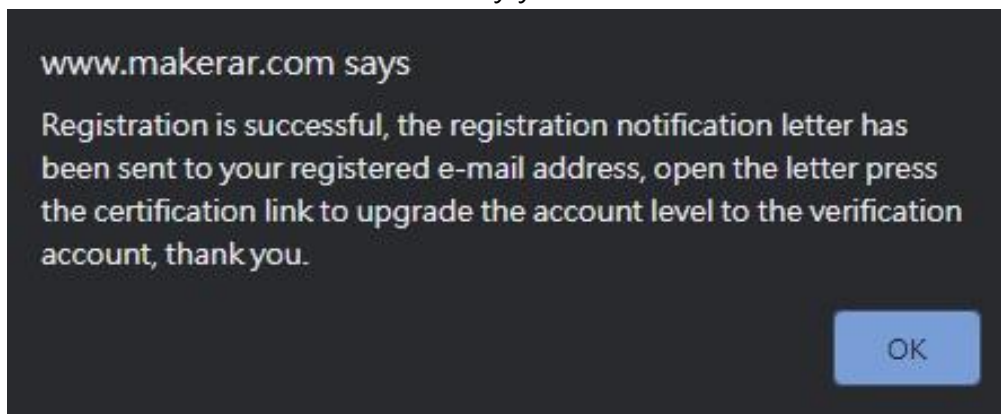 www.makerar.com says
Registration is successful, the registration notification letter has
been sent to your registered e-mail address, open the letter press
the certification link to upgrade the account level to the verification
account, thank you.
OK